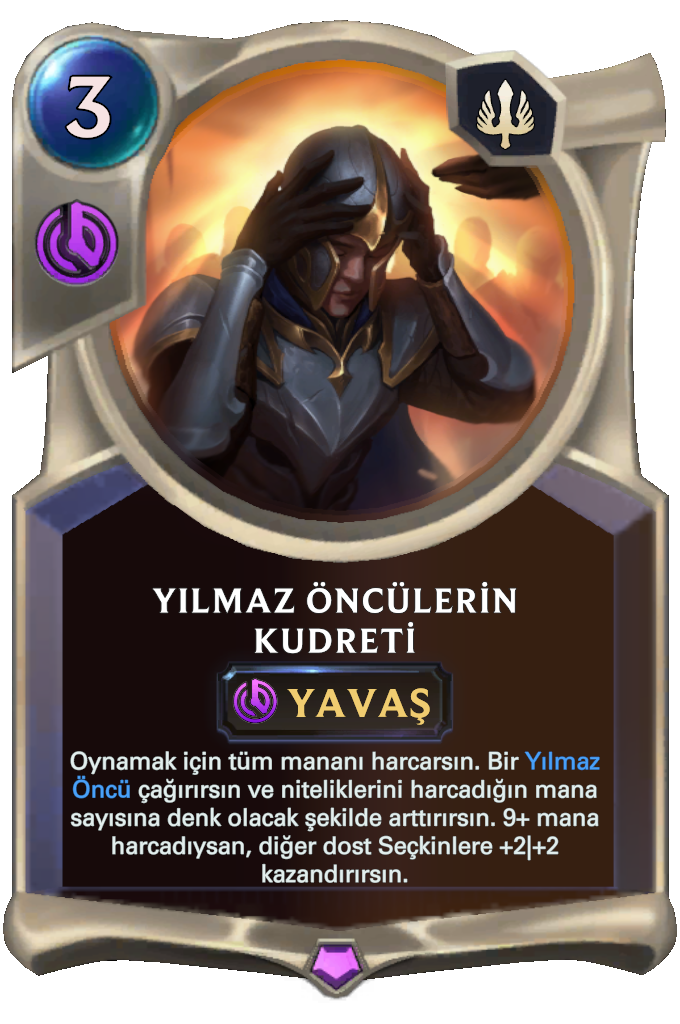 3
YILMAZ ÖNCÜLERİN
KUDRETİ
YAVAŞ
Oynamak için tüm mananı harcarsın. Bir Yılmaz
Öncü çağırırsın ve niteliklerini harcadığın mana
sayısına denk olacak şekilde arttırırsın. 9+ mana
harcadıysan, diğer dost Seçkinlere +2|+2
kazandırırsın.